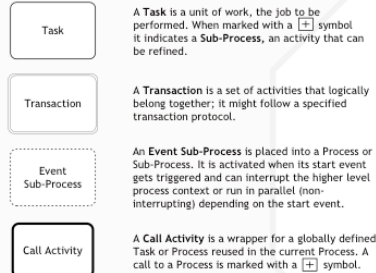 Task
A Task is a unit of work, the job to be
performed. When marked with a + symbol
it indicates a Sub-Process, an activity that can
be refined.
Transaction
A Transaction is a set of activities that logically
belong together; it might follow a specified
transaction protocol.
Event
Sub-Process
An Event Sub-Process is placed into a Process or
Sub-Process. It is activated when its start event
gets triggered and can interrupt the higher level
process context or run in parallel (non-
interrupting) depending on the start event.
Call Activity
A Call Activity is a wrapper for a globally defined
Task or Process reused in the current Process. A
call to a Process is marked with a + symbol.